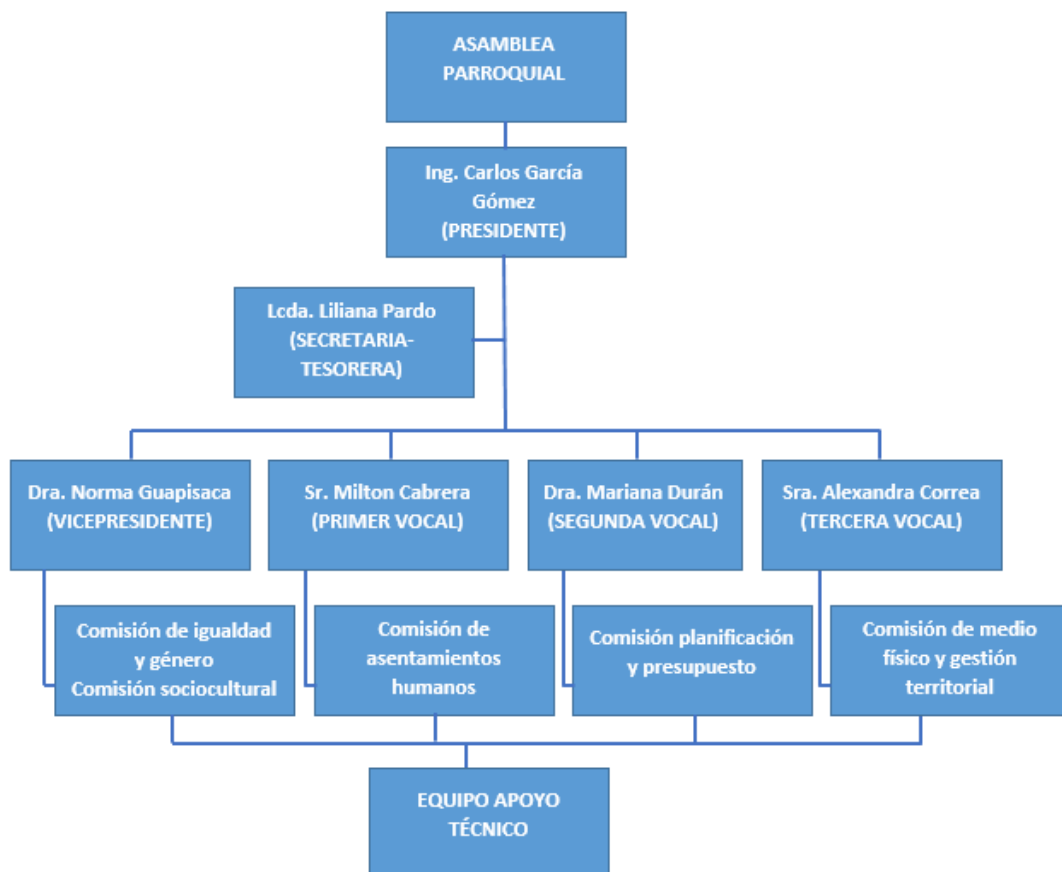 ASAMBLEA
PARROQUIAL
Ing. Carlos García
Gómez
(PRESIDENTE)
Lcda. Liliana Pardo
(SECRETARIA-
TESORERA)
Dra. Norma Guapisaca
(VICEPRESIDENTE)
Sr. Milton Cabrera
(PRIMER VOCAL)
Dra. Mariana Durán
(SEGUNDA VOCAL)
Sra. Alexandra Correa
(TERCERA VOCAL)
Comisión de igualdad
y género
Comisión sociocultural
Comisión de
asentamientos
humanos
Comisión planificación
y presupuesto
Comisión de medio
físico y gestión
territorial
EQUIPO APOYO
TÉCNICO